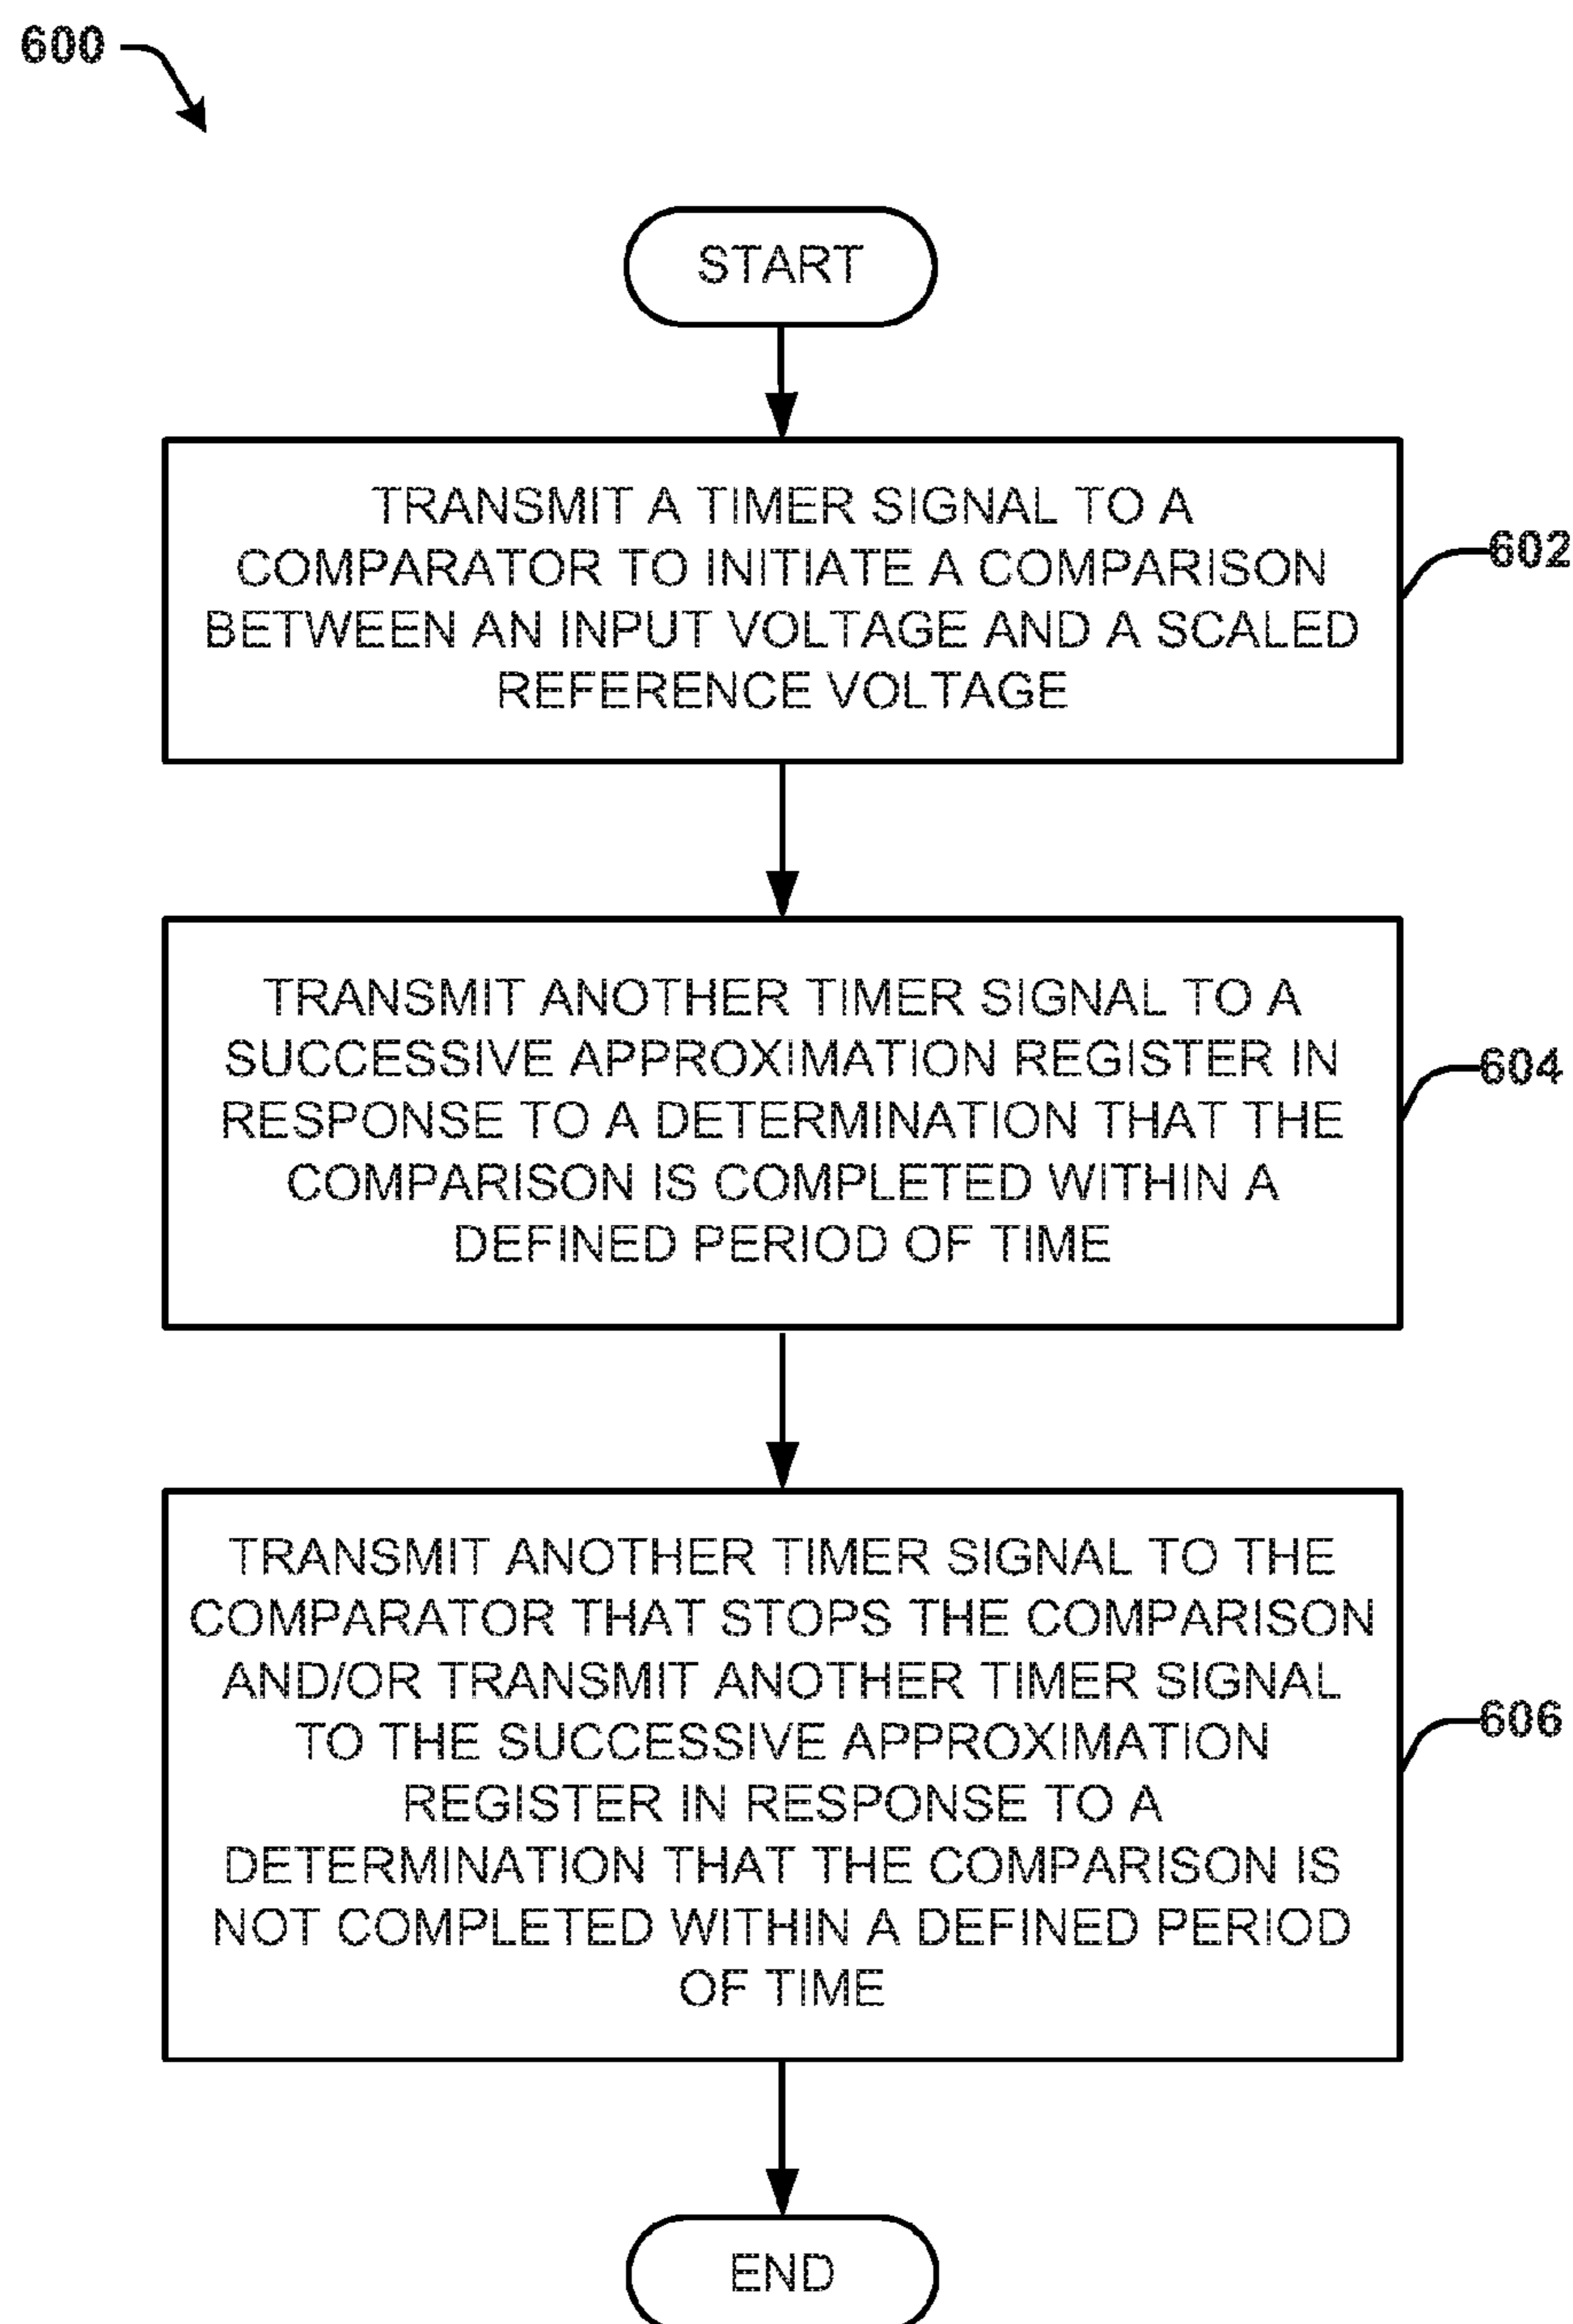 600
START
TRANSMIT A TIMER SIGNAL TO A
COMPARATOR TO INITIATE A COMPARISON
BETWEEN AN INPUT VOLTAGE AND A SCALED
REFERENCE VOLTAGE
602
TRANSMIT ANOTHER TIMER SIGNAL TO A
SUCCESSIVE APPROXIMATION REGISTER IN
RESPONSE TO A DETERMINATION THAT THE
COMPARISON IS COMPLETED WITHIN A
DEFINED PERIOD OF TIME
604
TRANSMIT ANOTHER TIMER SIGNAL TO THE
COMPARATOR THAT STOPS THE COMPARISON
AND/OR TRANSMIT ANOTHER TIMER SIGNAL
TO THE SUCCESSIVE APPROXIMATION
REGISTER IN RESPONSE TO A
DETERMINATION THAT THE COMPARISON IS
NOT COMPLETED WITHIN A DEFINED PERIOD
OF TIME
606
END